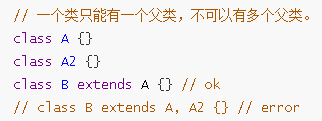 // 一个类只能有一个父类，不可以有多个父类。
class A {}
class A2 {}
class B extends A {} // ok
// class B extends A, A2 {} // error